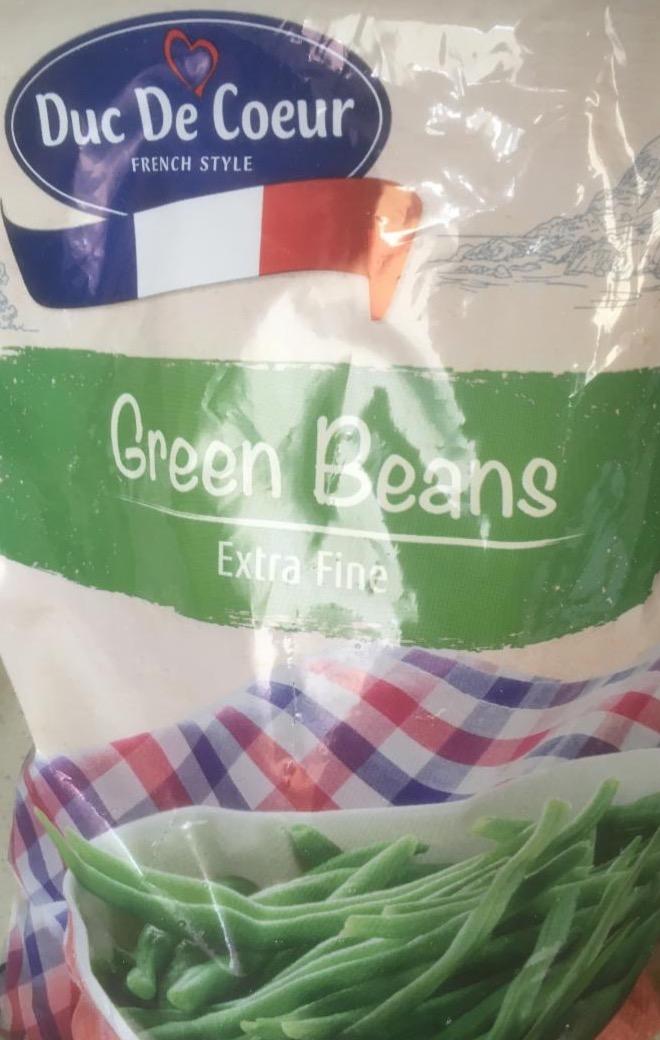 Duc De Coeur
FRENCH STYLE
Green Beans
Extra Fine